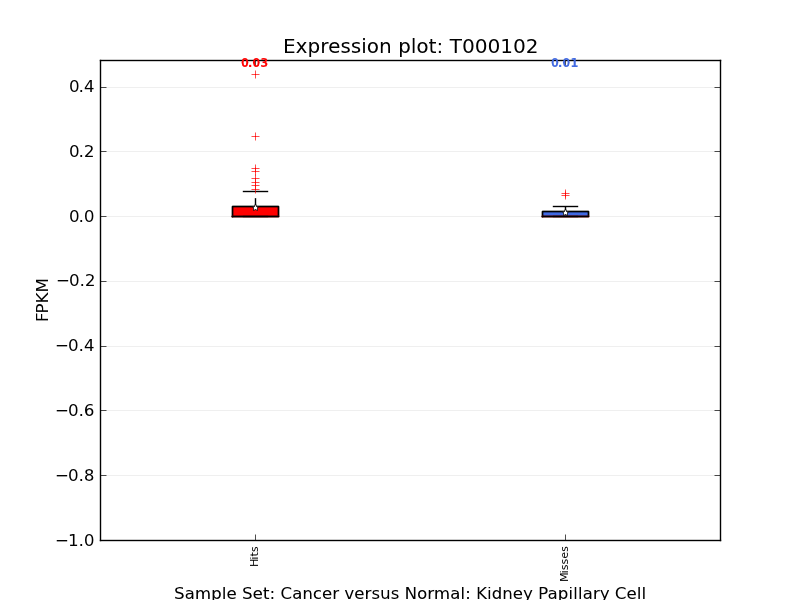 Expression plot: T000102
0.03
0.01
0.4
0.2
0.0
−0.2
−0.4
−0.6
−0.8
−1.0
FPKM
Hits
Misses
Sample Set: Cancer versus Normal: Kidney Papillary Cell